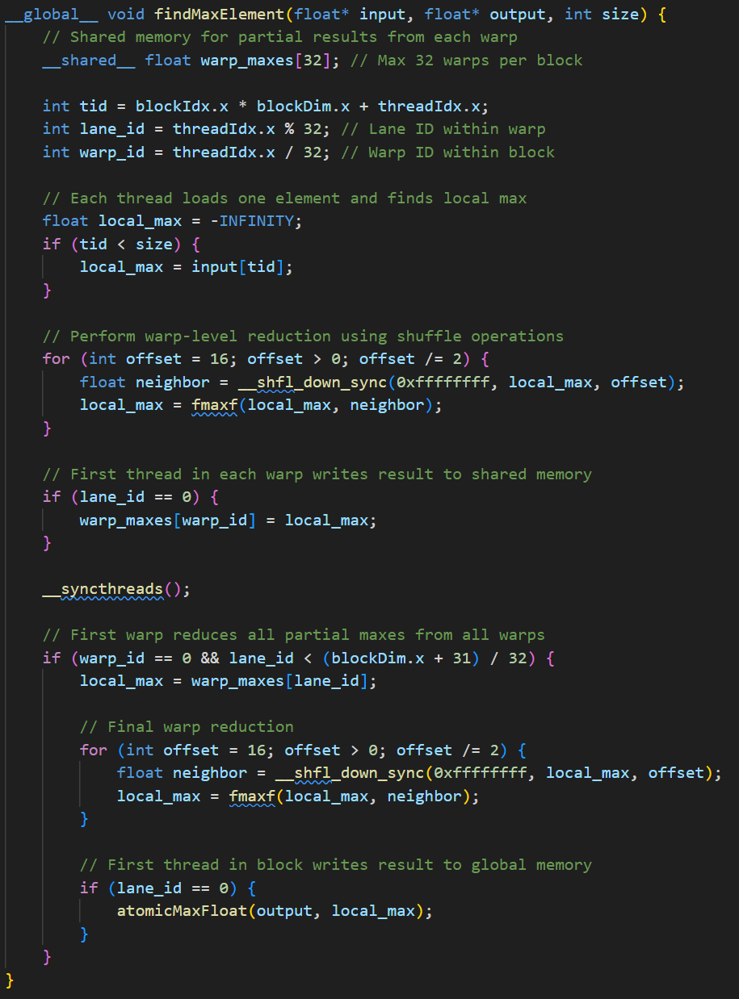 __global__ void findMaxElement(float* input, float* output, int size) {
    // Shared memory for partial results from each warp
    __shared__ float warp_maxes[32]; // Max 32 warps per block

    int tid = blockIdx.x * blockDim.x + threadIdx.x;
    int lane_id = threadIdx.x % 32; // Lane ID within warp
    int warp_id = threadIdx.x / 32; // Warp ID within block

    // Each thread loads one element and finds local max
    float local_max = -INFINITY;
    if (tid < size) {
        local_max = input[tid];
    }

    // Perform warp-level reduction using shuffle operations
    for (int offset = 16; offset > 0; offset /= 2) {
        float neighbor = __shfl_down_sync(0xffffffff, local_max, offset);
        local_max = fmaxf(local_max, neighbor);
    }

    // First thread in each warp writes result to shared memory
    if (lane_id == 0) {
        warp_maxes[warp_id] = local_max;
    }

    __syncthreads();

    // First warp reduces all partial maxes from all warps
    if (warp_id == 0 && lane_id < (blockDim.x + 31) / 32) {
        local_max = warp_maxes[lane_id];

        // Final warp reduction
        for (int offset = 16; offset > 0; offset /= 2) {
            float neighbor = __shfl_down_sync(0xffffffff, local_max, offset);
            local_max = fmaxf(local_max, neighbor);
        }

        // First thread in block writes result to global memory
        if (lane_id == 0) {
            atomicMaxFloat(output, local_max);
        }
    }
}